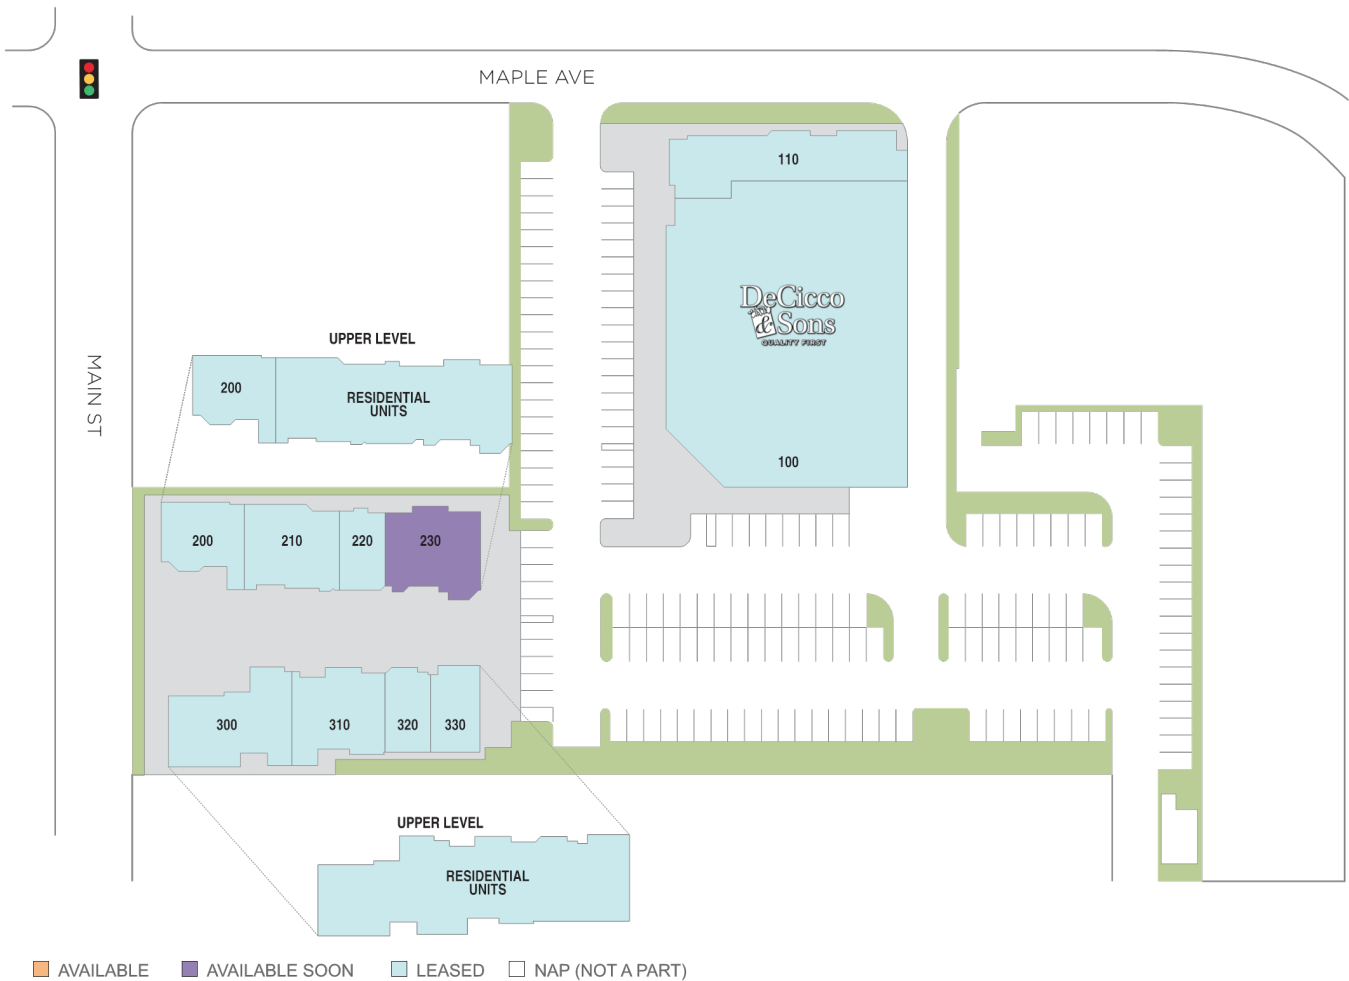 MAPLE AVE
110
DeCicco
& Sons
QUALITY FIRST
100
MAIN ST
UPPER LEVEL
200
RESIDENTIAL
UNITS
200
210
220
230
300
310
320
330
UPPER LEVEL
RESIDENTIAL
UNITS
AVAILABLE
AVAILABLE SOON
LEASED
NAP (NOT A PART)